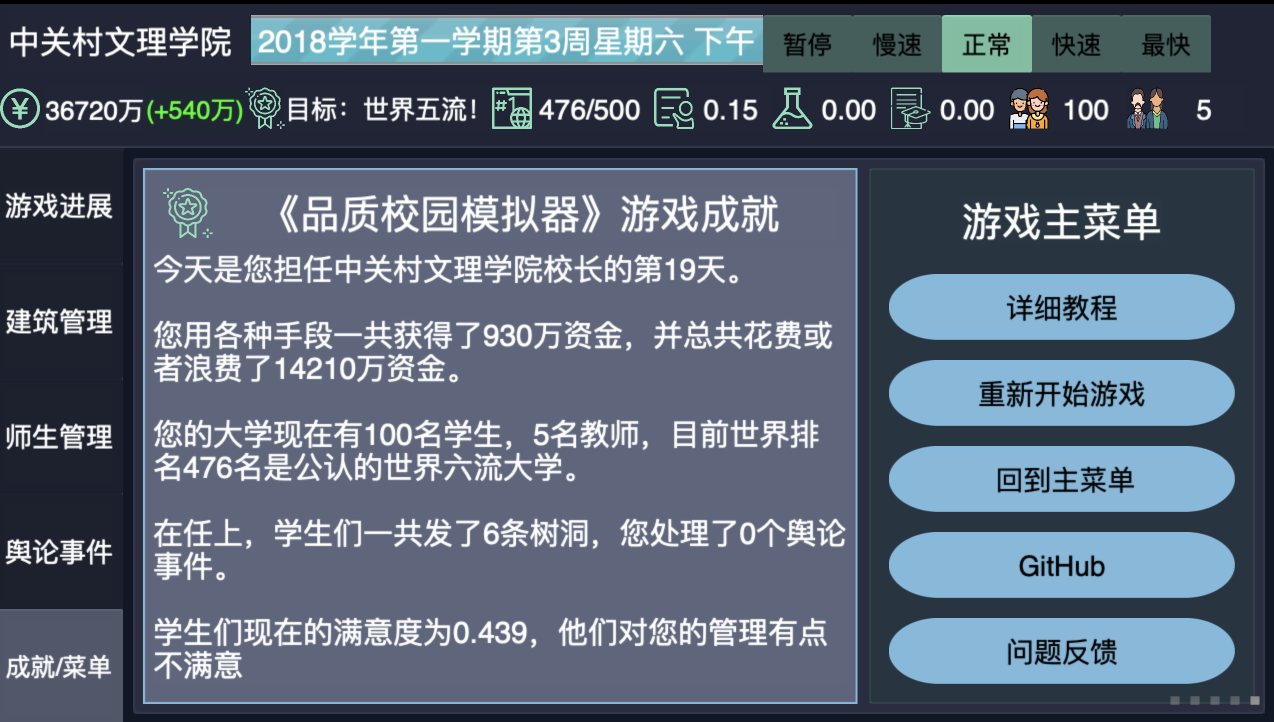 中关村文理学院
2018学年第一学期第3周星期六 下午
暂停 慢速 正常 快速 最快
36720万(+540万) 目标：世界五流！ #1 476/500 0.15 0.00 0.00 100 5
游戏进展
建筑管理
师生管理
舆论事件
成就/菜单
《品质校园模拟器》游戏成就
今天是您担任中关村文理学院校长的第19天。
您用各种手段一共获得了930万资金，并总共花费或
者浪费了14210万资金。
您的大学现在有100名学生，5名教师，目前世界排
名476名是公认的世界六流大学。
在任上，学生们一共发了6条树洞，您处理了0个舆论
事件。
学生们现在的满意度为0.439，他们对您的管理有点
不满意
游戏主菜单
详细教程
重新开始游戏
回到主菜单
GitHub
问题反馈